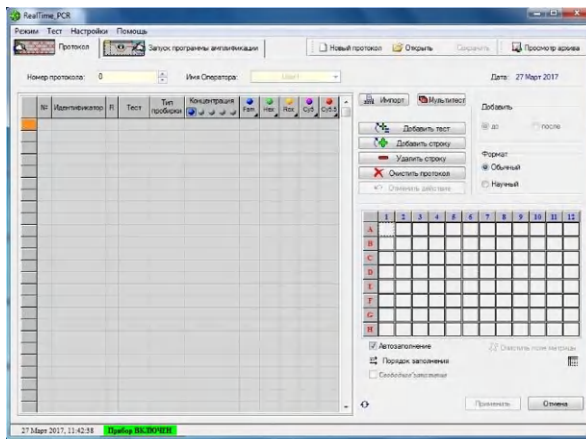 RealTime_PCR
Режим Тест Настройки Помощь
Протокол Запуск программы амплификации Новый протокол Открыть Сохранить Просмотр архива
Номер протокола: 0 Имя Оператора: Дата: 27 Март 2017
№ Идентификатор R Тест Тип пробирки Концентрация Fam Hex Rox Cy5 Cy5.5
Импорт Мультитест
Добавить
до после
Добавить тест
Добавить строку
Удалить строку
Очистить протокол
Отменить действие
Формат
Обычный
Научный
1 2 3 4 5 6 7 8 9 10 11 12
A
B
C
D
E
F
G
H
Автозаполнение
Порядок заполнения
Свободное заполнение
Применить Отмена
27 Март 2017, 11:42:58 Прибор ВКЛЮЧЕН